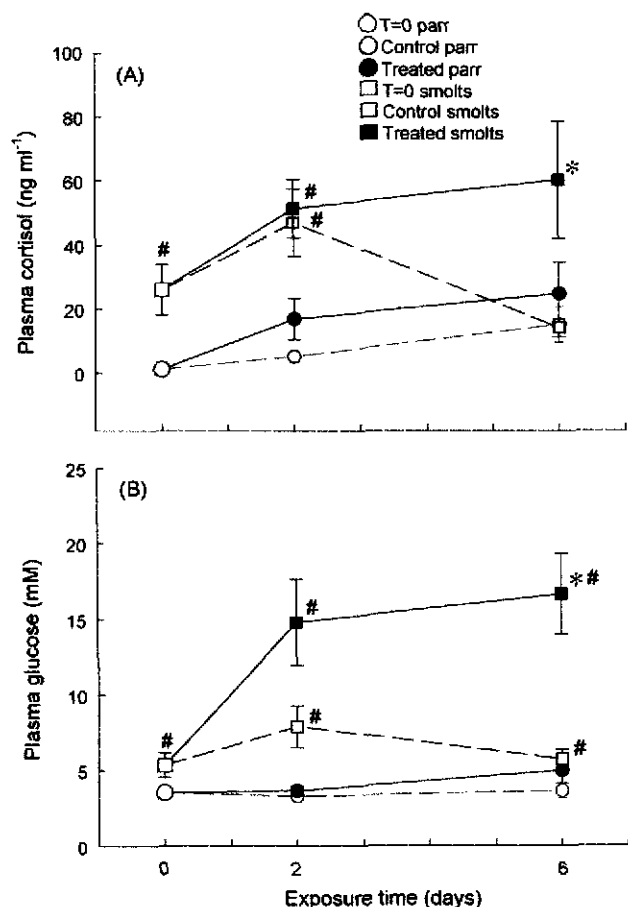 (A)
T=0 parr
Control parr
Treated parr
T=0 smolts
Control smolts
Treated smolts
Plasma cortisol (ng ml⁻¹)
100
80
60
40
20
0
#
#
#
*
(B)
Plasma glucose (mM)
25
20
15
10
5
0
#
#
#
*#
#
0 2 6
Exposure time (days)